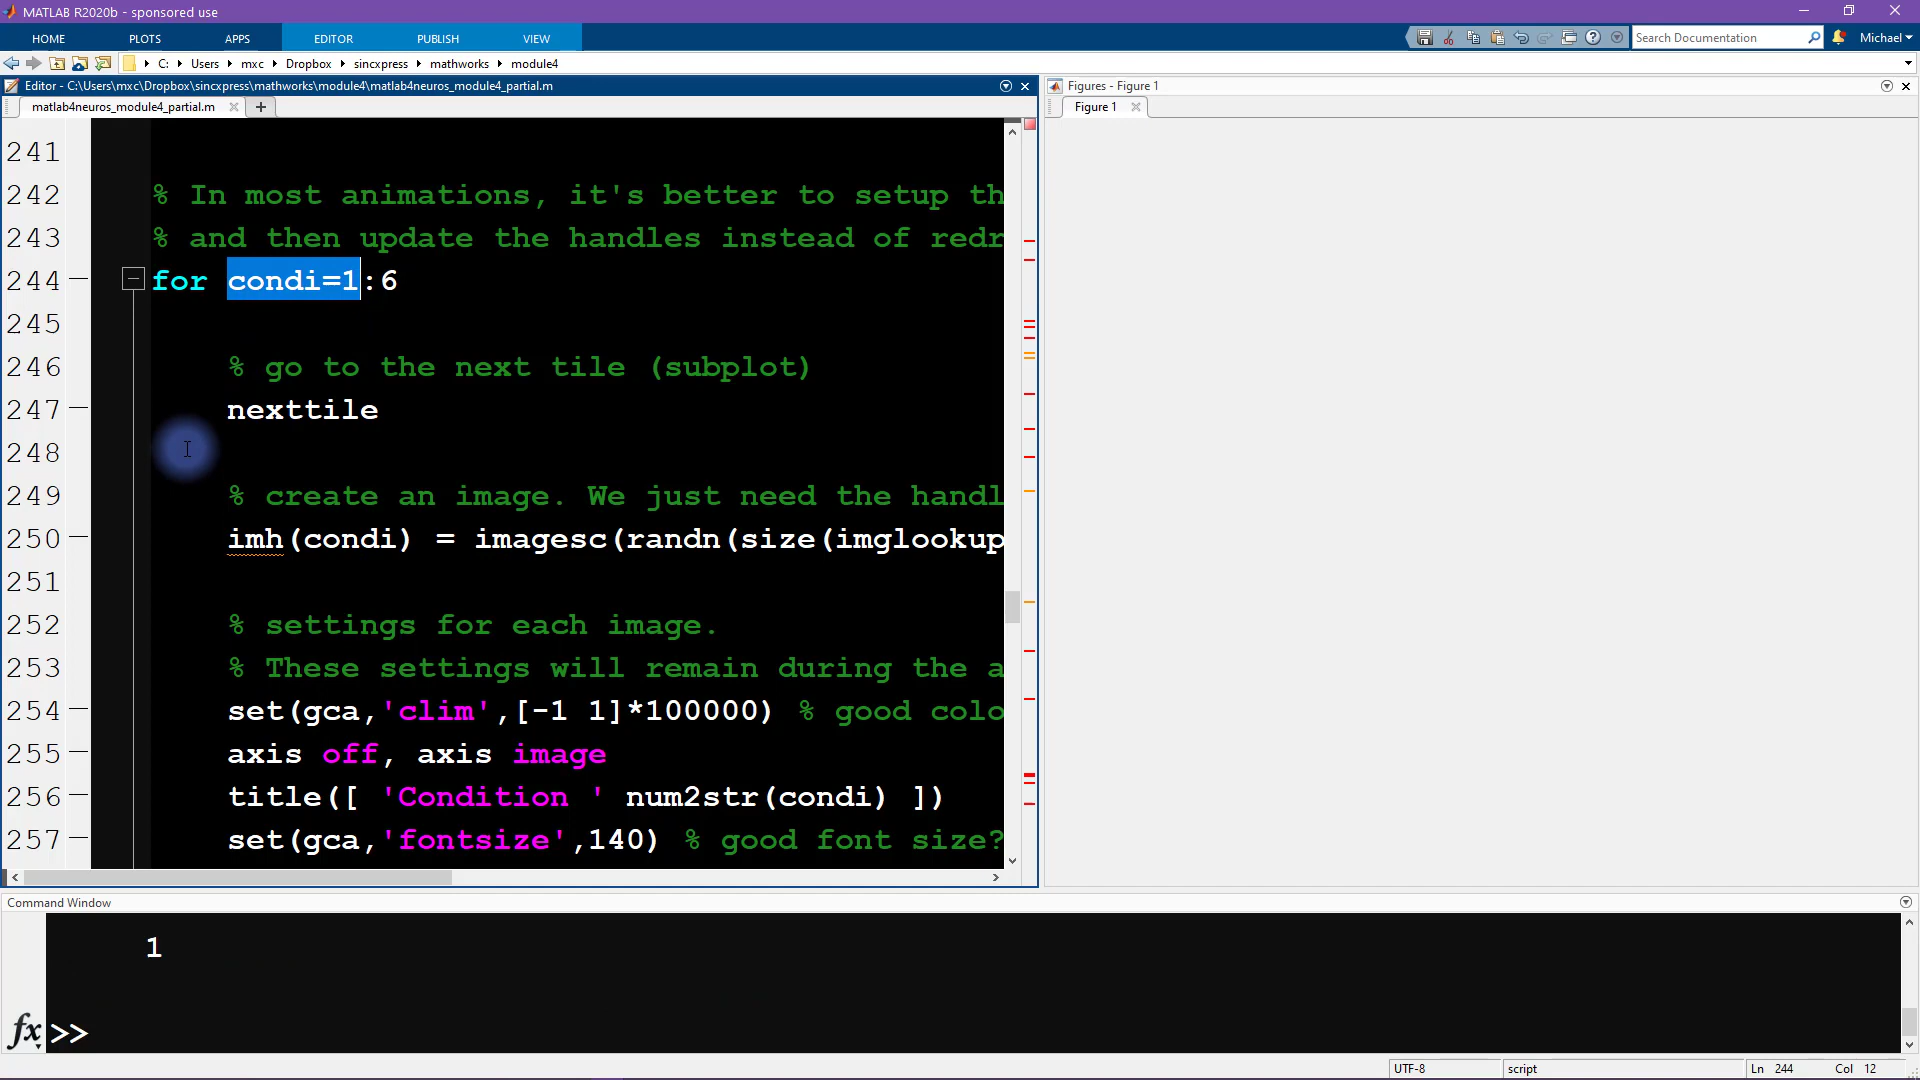 MATLAB R2020b - sponsored use
HOME PLOTS APPS EDITOR PUBLISH VIEW Search Documentation Michael
C: Users mxc Dropbox sincxpress mathworks module4
Editor - C:\Users\mxc\Dropbox\sincxpress\mathworks\module4\matlab4neuros_module4_partial.m
Figures - Figure 1
matlab4neuros_module4_partial.m
Figure 1
241
242 % In most animations, it's better to setup th
243 % and then update the handles instead of redr
244 for condi=1:6
245
246 % go to the next tile (subplot)
247 nexttile
248
249 % create an image. We just need the handl
250 imh(condi) = imagesc(randn(size(imglookup
251
252 % settings for each image.
253 % These settings will remain during the a
254 set(gca,'clim',[-1 1]*100000) % good colo
255 axis off, axis image
256 title([ 'Condition ' num2str(condi) ])
257 set(gca,'fontsize',140) % good font size?
Command Window
1
fx >>
UTF-8 script Ln 244 Col 12